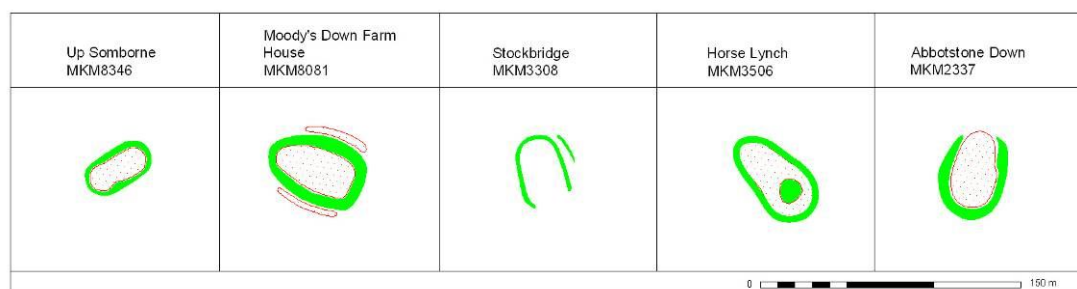 Up Somborne
MKM8346
Moody's Down Farm
House
MKM8081
Stockbridge
MKM3308
Horse Lynch
MKM3506
Abbotstone Down
MKM2337
0 150 m